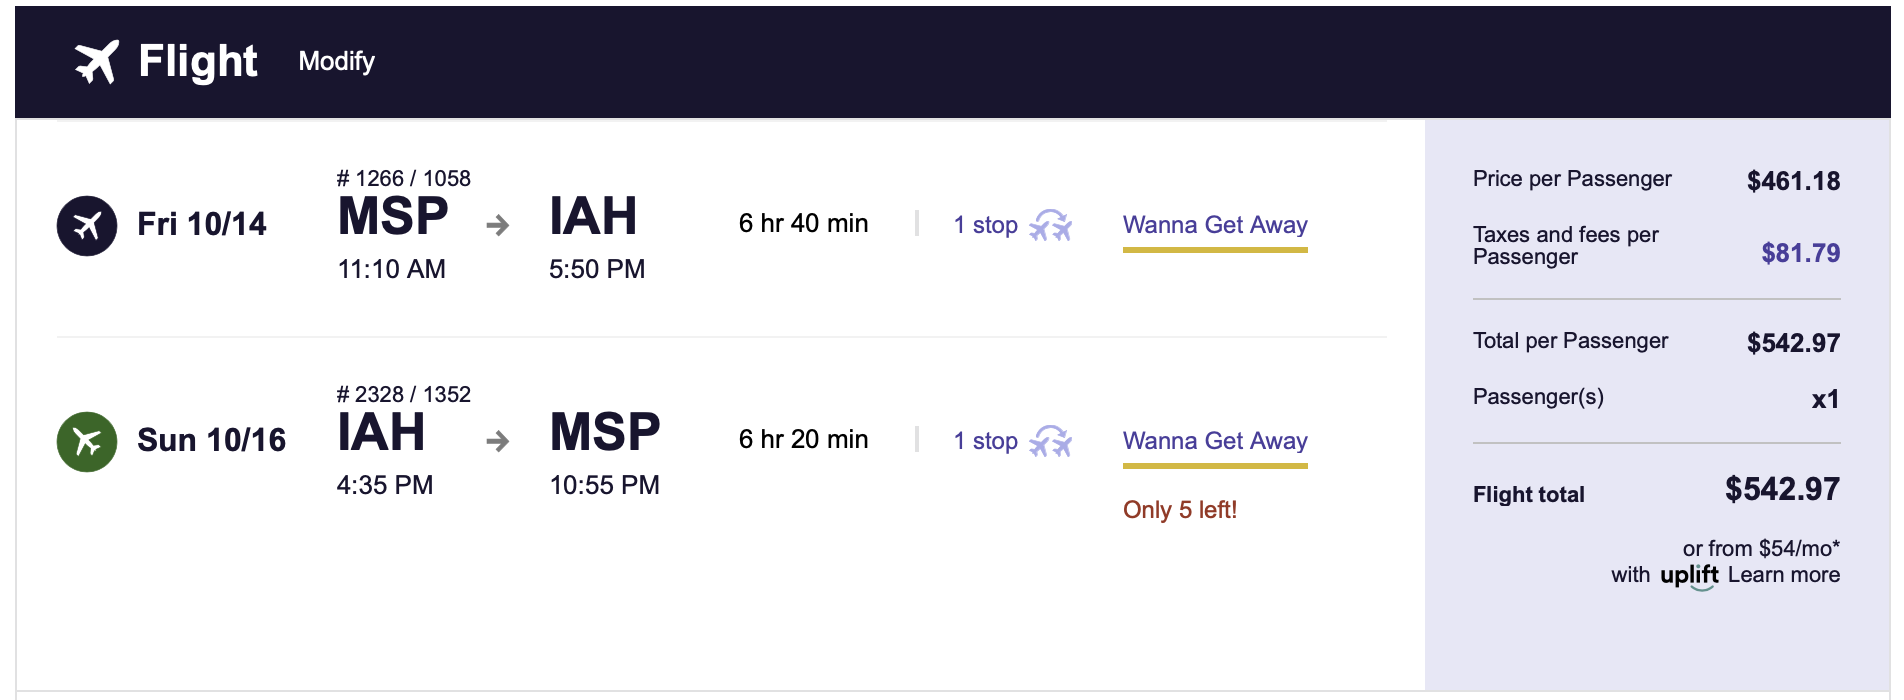 Flight Modify
# 1266 / 1058
Fri 10/14 MSP IAH 6 hr 40 min 1 stop Wanna Get Away
11:10 AM 5:50 PM
# 2328 / 1352
Sun 10/16 IAH MSP 6 hr 20 min 1 stop Wanna Get Away
4:35 PM 10:55 PM
Only 5 left!
Price per Passenger $461.18
Taxes and fees per
Passenger $81.79
Total per Passenger $542.97
Passenger(s) x1
Flight total $542.97
or from $54/mo*
with uplift Learn more